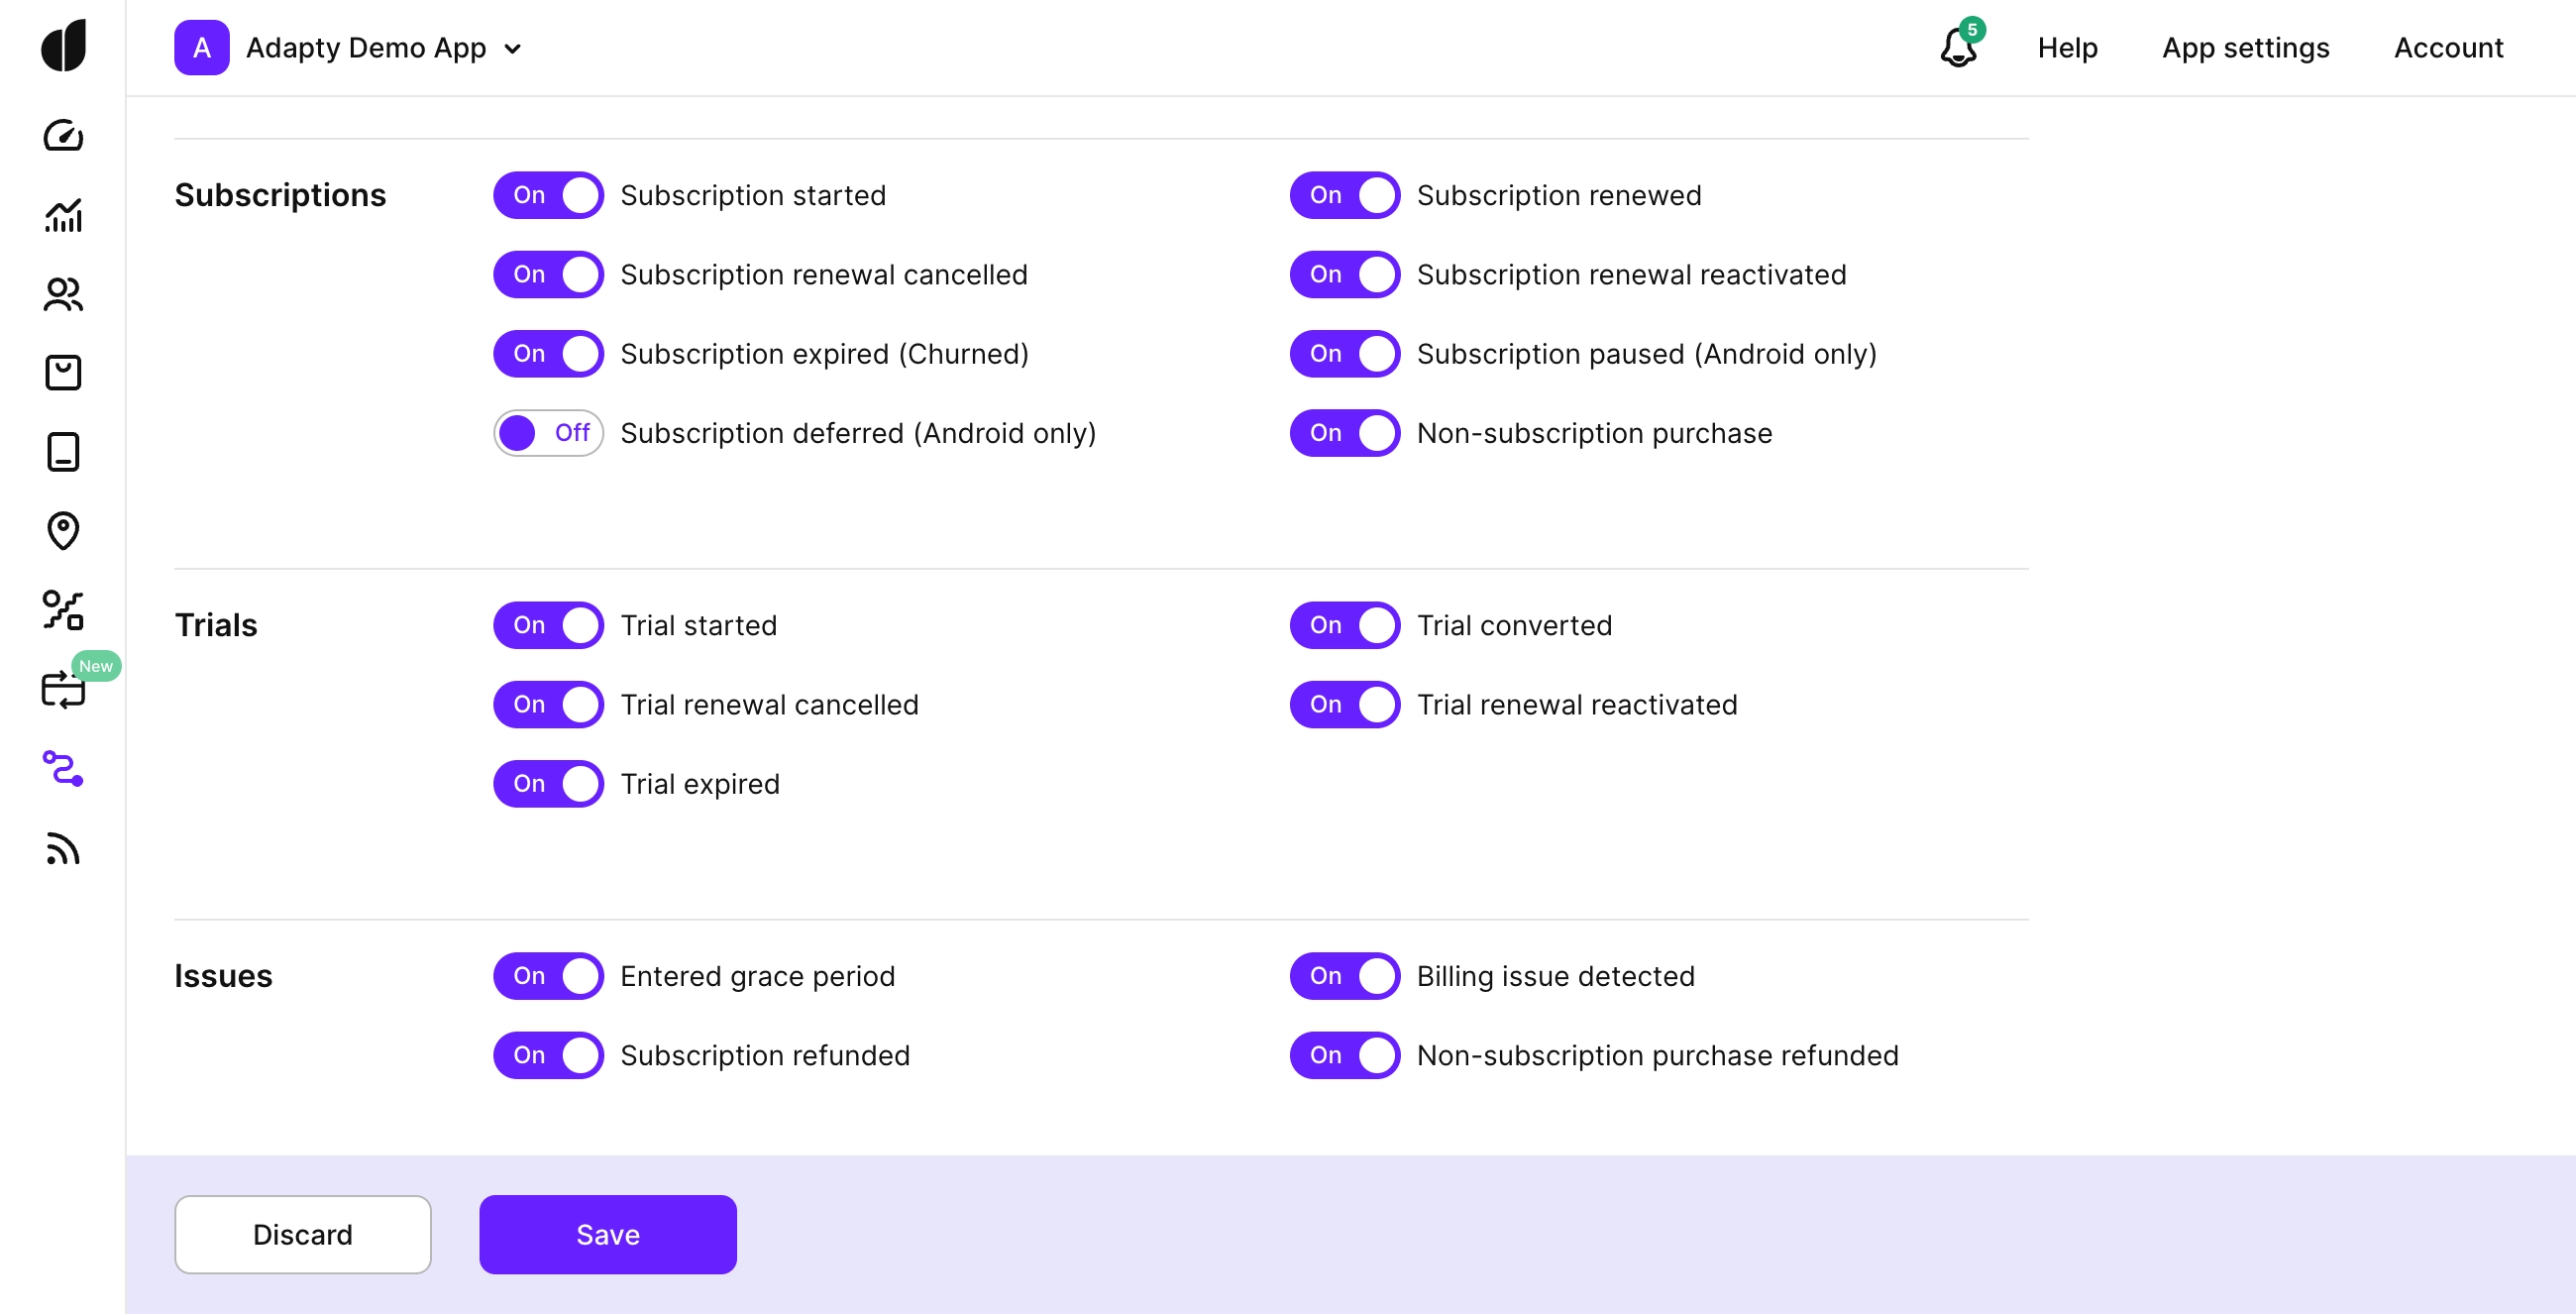 A Adapty Demo App
5
Help App settings Account
Subscriptions
On Subscription started
On Subscription renewed
On Subscription renewal cancelled
On Subscription renewal reactivated
On Subscription expired (Churned)
On Subscription paused (Android only)
Off Subscription deferred (Android only)
On Non-subscription purchase
Trials
On Trial started
On Trial converted
New
On Trial renewal cancelled
On Trial renewal reactivated
On Trial expired
Issues
On Entered grace period
On Billing issue detected
On Subscription refunded
On Non-subscription purchase refunded
Discard Save